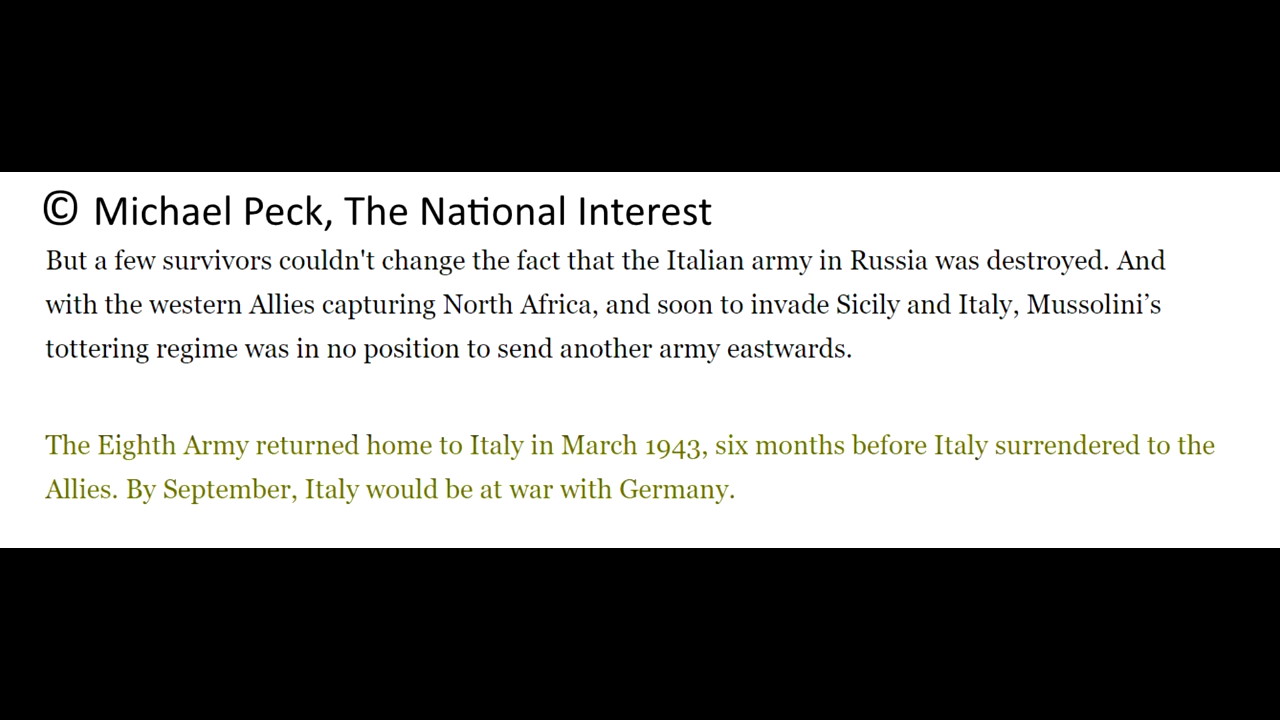 © Michael Peck, The National Interest
But a few survivors couldn't change the fact that the Italian army in Russia was destroyed. And
with the western Allies capturing North Africa, and soon to invade Sicily and Italy, Mussolini’s
tottering regime was in no position to send another army eastwards.
The Eighth Army returned home to Italy in March 1943, six months before Italy surrendered to the
Allies. By September, Italy would be at war with Germany.